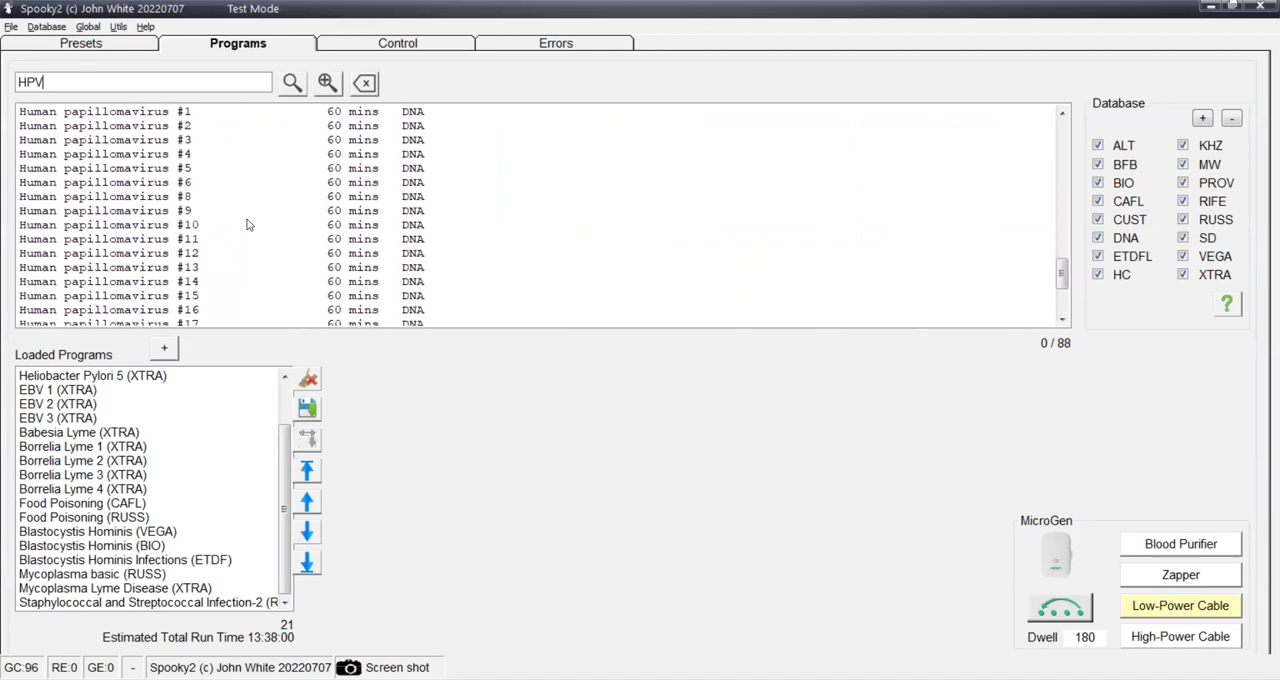 Spooky2 (c) John White 20220707 Test Mode
File Database Global Utils Help
Presets Programs Control Errors
HPV
Human papillomavirus #1 60 mins DNA
Human papillomavirus #2 60 mins DNA
Human papillomavirus #3 60 mins DNA
Human papillomavirus #4 60 mins DNA
Human papillomavirus #5 60 mins DNA
Human papillomavirus #6 60 mins DNA
Human papillomavirus #8 60 mins DNA
Human papillomavirus #9 60 mins DNA
Human papillomavirus #10 60 mins DNA
Human papillomavirus #11 60 mins DNA
Human papillomavirus #12 60 mins DNA
Human papillomavirus #13 60 mins DNA
Human papillomavirus #14 60 mins DNA
Human papillomavirus #15 60 mins DNA
Human papillomavirus #16 60 mins DNA
Human papillomavirus #17 60 mins DNA
0 / 88
Database
+ -
ALT KHZ
BFB MW
BIO PROV
CAFL RIFE
CUST RUSS
DNA SD
ETDFL VEGA
HC XTRA
?
Loaded Programs +
Heliobacter Pylori 5 (XTRA)
EBV 1 (XTRA)
EBV 2 (XTRA)
EBV 3 (XTRA)
Babesia Lyme (XTRA)
Borrelia Lyme 1 (XTRA)
Borrelia Lyme 2 (XTRA)
Borrelia Lyme 3 (XTRA)
Borrelia Lyme 4 (XTRA)
Food Poisoning (CAFL)
Food Poisoning (RUSS)
Blastocystis Hominis (VEGA)
Blastocystis Hominis (BIO)
Blastocystis Hominis Infections (ETDF)
Mycoplasma basic (RUSS)
Mycoplasma Lyme Disease (XTRA)
Staphylococcal and Streptococcal Infection-2 (R
21
Estimated Total Run Time 13:38:00
MicroGen
Blood Purifier
Zapper
Low-Power Cable
High-Power Cable
Dwell 180
GC:96 RE:0 GE:0 - Spooky2 (c) John White 20220707 Screen shot